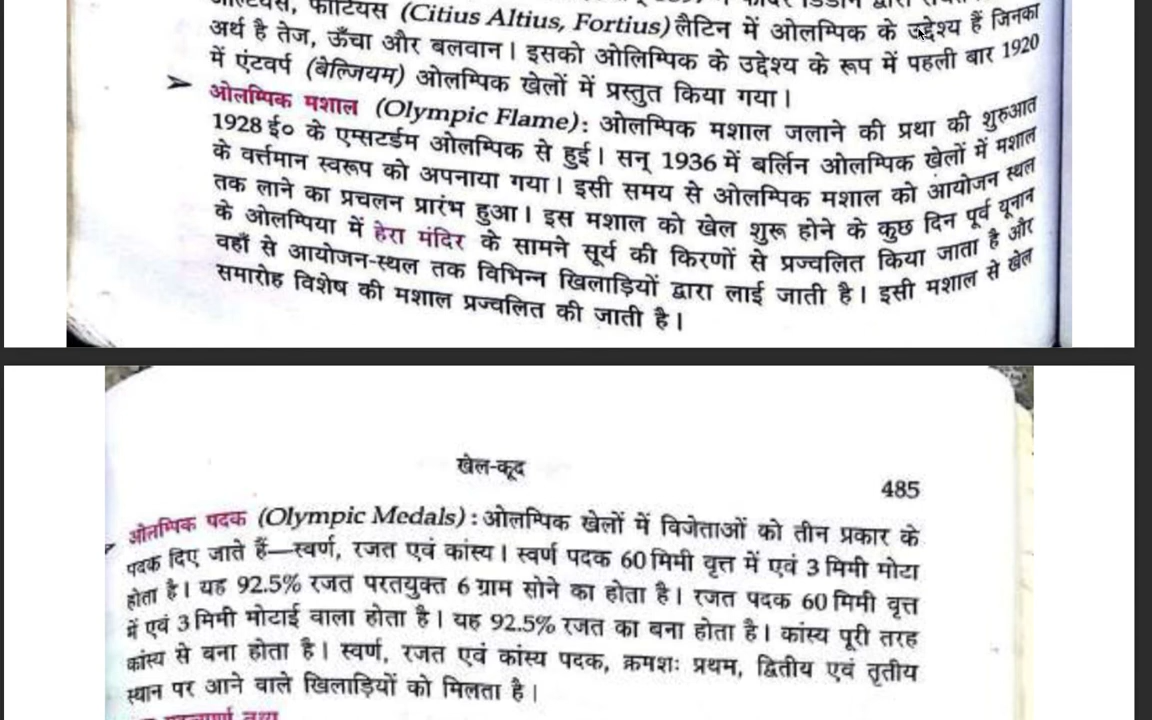 फोर्टियस (Citius Altius, Fortius) लैटिन में ओलम्पिक के उद्देश्य हैं जिनका
अर्थ है तेज, ऊँचा और बलवान। इसको ओलिम्पिक के उद्देश्य के रूप में पहली बार 1920
में एंटवर्प (बेल्जियम) ओलम्पिक खेलों में प्रस्तुत किया गया।
➤ ओलम्पिक मशाल (Olympic Flame): ओलम्पिक मशाल जलाने की प्रथा की शुरुआत
1928 ई० के एम्सटर्डम ओलम्पिक से हुई। सन् 1936 में बर्लिन ओलम्पिक खेलों में मशाल
के वर्त्तमान स्वरूप को अपनाया गया। इसी समय से ओलम्पिक मशाल को आयोजन स्थल
तक लाने का प्रचलन प्रारंभ हुआ। इस मशाल को खेल शुरू होने के कुछ दिन पूर्व यूनान
के ओलम्पिया में हेरा मंदिर के सामने सूर्य की किरणों से प्रज्वलित किया जाता है और
वहाँ से आयोजन-स्थल तक विभिन्न खिलाड़ियों द्वारा लाई जाती है। इसी मशाल से खेल
समारोह विशेष की मशाल प्रज्वलित की जाती है।
खेल-कूद
485
ओलम्पिक पदक (Olympic Medals) : ओलम्पिक खेलों में विजेताओं को तीन प्रकार के
पदक दिए जाते हैं—स्वर्ण, रजत एवं कांस्य। स्वर्ण पदक 60 मिमी वृत्त में एवं 3 मिमी मोटा
होता है। यह 92.5% रजत परतयुक्त 6 ग्राम सोने का होता है। रजत पदक 60 मिमी वृत्त
में एवं 3 मिमी मोटाई वाला होता है। यह 92.5% रजत का बना होता है। कांस्य पूरी तरह
कांस्य से बना होता है। स्वर्ण, रजत एवं कांस्य पदक, क्रमशः प्रथम, द्वितीय एवं तृतीय
स्थान पर आने वाले खिलाड़ियों को मिलता है।